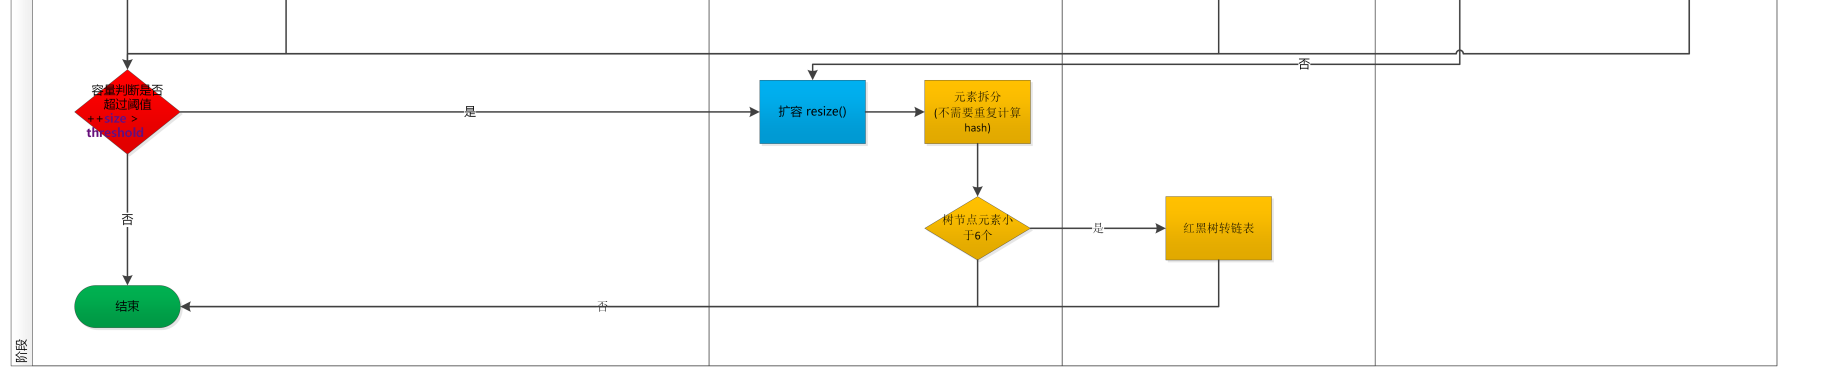 否
容量判断是否
超过阈值
++size >
threshold
是
扩容 resize()
元素拆分
(不需要重复计算
hash)
否
树节点元素小
于6个
是
红黑树转链表
结束
否
阶段